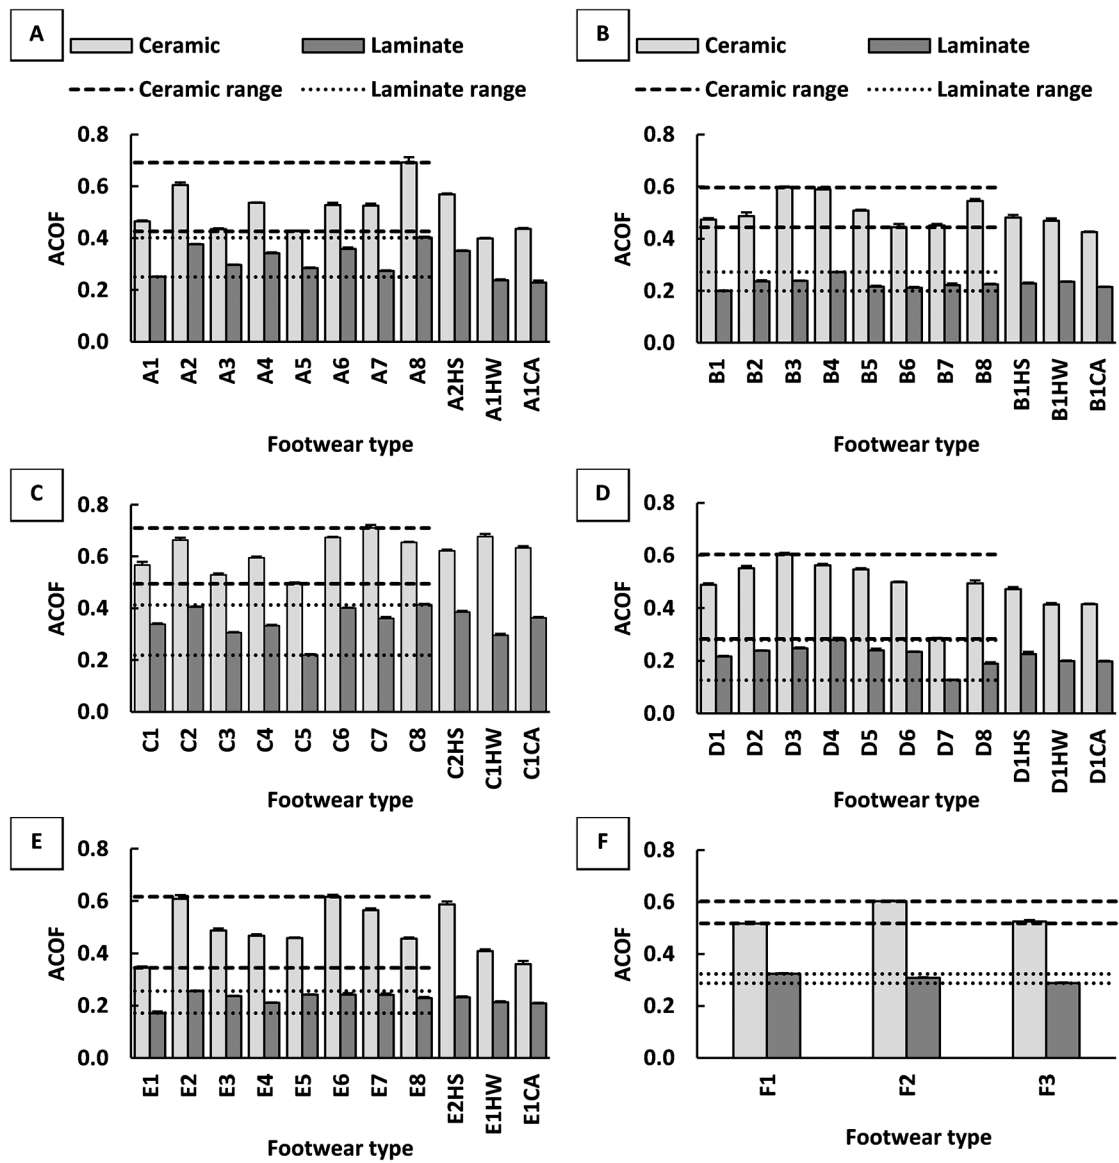 A
Ceramic Laminate
Ceramic range Laminate range
0.8
0.6
0.4
0.2
0.0
ACOF
A1 A2 A3 A4 A5 A6 A7 A8 A2HS A1HW A1CA
Footwear type
B
Ceramic Laminate
Ceramic range Laminate range
0.8
0.6
0.4
0.2
0.0
ACOF
B1 B2 B3 B4 B5 B6 B7 B8 B1HS B1HW B1CA
Footwear type
C
0.8
0.6
0.4
0.2
0.0
ACOF
C1 C2 C3 C4 C5 C6 C7 C8 C2HS C1HW C1CA
Footwear type
D
0.8
0.6
0.4
0.2
0.0
ACOF
D1 D2 D3 D4 D5 D6 D7 D8 D1HS D1HW D1CA
Footwear type
E
0.8
0.6
0.4
0.2
0.0
ACOF
E1 E2 E3 E4 E5 E6 E7 E8 E2HS E1HW E1CA
Footwear type
F
0.8
0.6
0.4
0.2
0.0
ACOF
F1 F2 F3
Footwear type